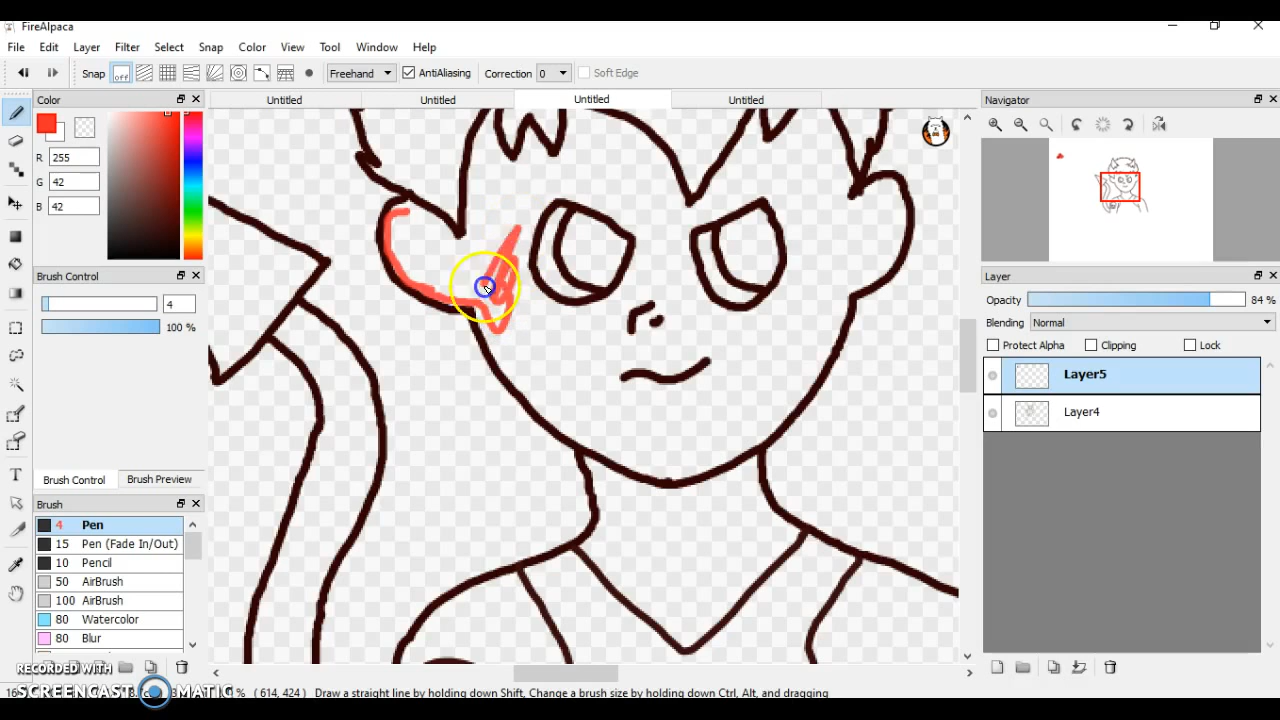 FireAlpaca
File Edit Layer Filter Select Snap Color View Tool Window Help
Snap off Freehand AntiAliasing Correction 0 Soft Edge
Color Untitled Untitled Untitled Untitled Navigator
R 255
G 42
B 42
Brush Control
4
100 %
Layer
Opacity 84 %
Blending Normal
Protect Alpha Clipping Lock
Layer5
Layer4
Brush Control Brush Preview
Brush
4 Pen
15 Pen (Fade In/Out)
10 Pencil
50 AirBrush
100 AirBrush
80 Watercolor
80 Blur
RECORDED WITH
SCREENCAST MATIC
% ( 614, 424 ) Draw a straight line by holding down Shift, Change a brush size by holding down Ctrl, Alt, and dragging